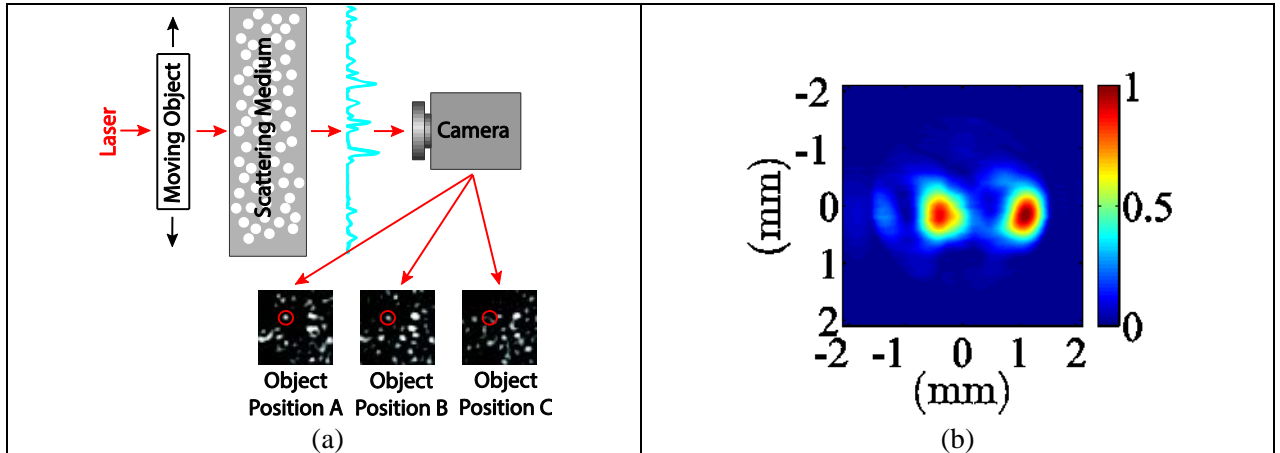 Laser
Moving Object
Scattering Medium
Camera
Object
Position A
Object
Position B
Object
Position C
(a)
-2
-1
0
1
2
(mm)
-2 -1 0 1 2
(mm)
1
0.5
0
(b)